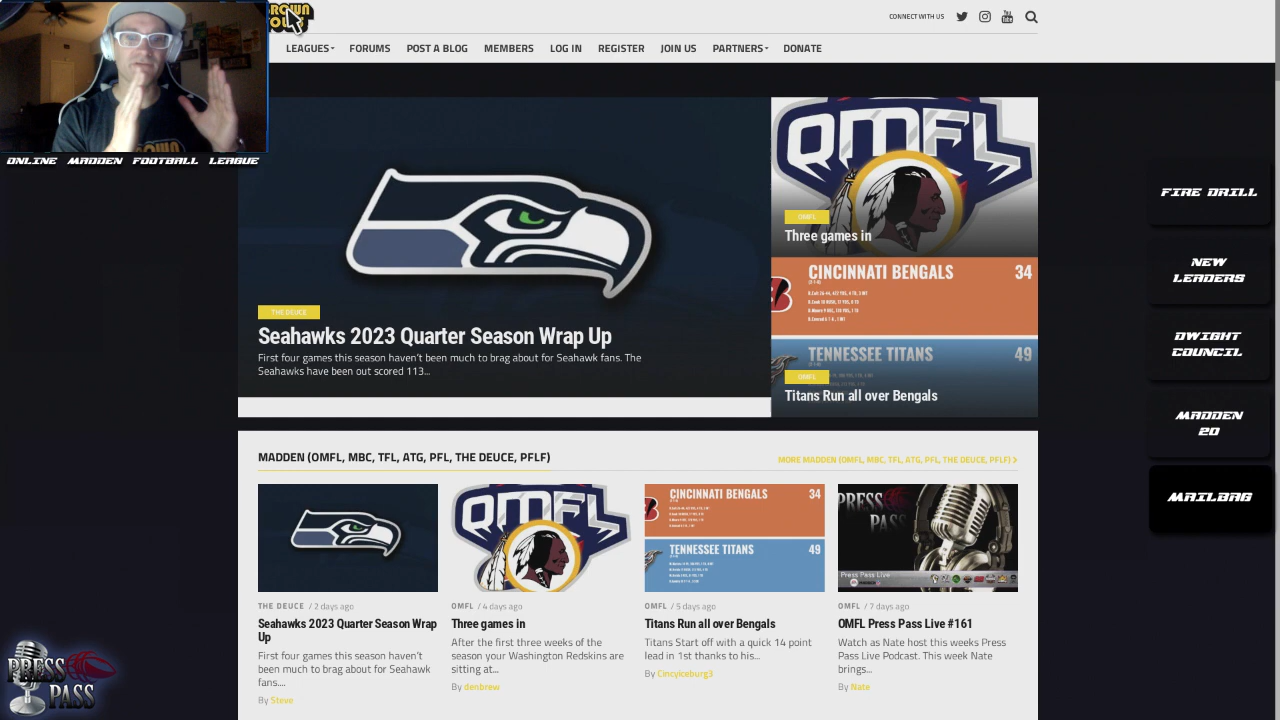 CONNECT WITH US
LEAGUES FORUMS POST A BLOG MEMBERS LOG IN REGISTER JOIN US PARTNERS DONATE
ONLINE MADDEN FOOTBALL LEAGUE
THE DEUCE
Seahawks 2023 Quarter Season Wrap Up
First four games this season haven't been much to brag about for Seahawk fans. The
Seahawks have been out scored 113...
OMFL
OMFL
Three games in
CINCINNATI BENGALS 34
TENNESSEE TITANS 49
OMFL
Titans Run all over Bengals
FIRE DRILL
NEW
LEADERS
DWIGHT
COUNCIL
MADDEN
20
MAILBAG
MADDEN (OMFL, MBC, TFL, ATG, PFL, THE DEUCE, PFLF)
MORE MADDEN (OMFL, MBC, TFL, ATG, PFL, THE DEUCE, PFLF)
THE DEUCE / 2 days ago
Seahawks 2023 Quarter Season Wrap
Up
First four games this season haven't
been much to brag about for Seahawk
fans....
By Steve
OMFL
OMFL / 4 days ago
Three games in
After the first three weeks of the
season your Washington Redskins are
sitting at...
By denbrew
CINCINNATI BENGALS 34
TENNESSEE TITANS 49
OMFL / 5 days ago
Titans Run all over Bengals
Titans Start off with a quick 14 point
lead in 1st thanks to his...
By Cincyiceburg3
PRESS
PASS
Press Pass Live
OMFL / 7 days ago
OMFL Press Pass Live #161
Watch as Nate host this weeks Press
Pass Live Podcast. This week Nate
brings...
By Nate
PRESS
PASS